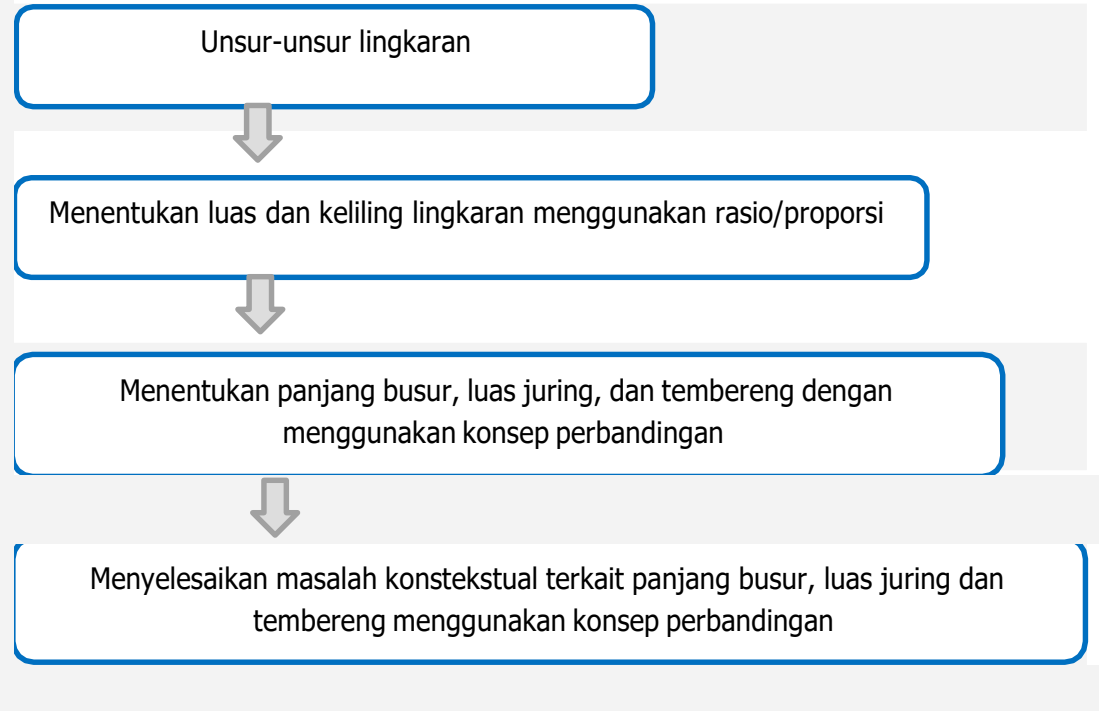 Unsur-unsur lingkaran
Menentukan luas dan keliling lingkaran menggunakan rasio/proporsi
Menentukan panjang busur, luas juring, dan tembereng dengan
menggunakan konsep perbandingan
Menyelesaikan masalah konstekstual terkait panjang busur, luas juring dan
tembereng menggunakan konsep perbandingan